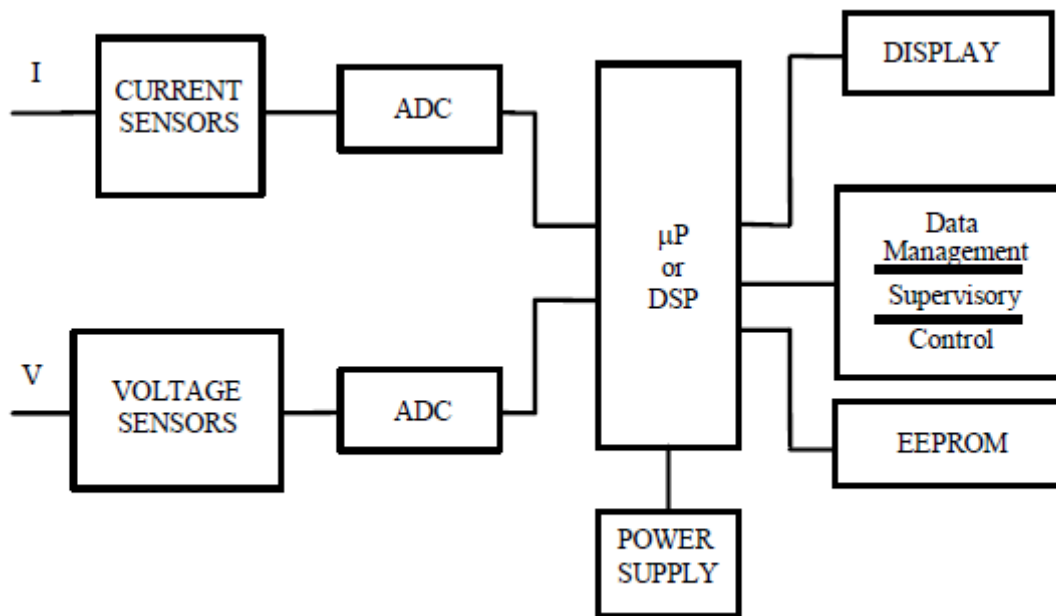 I
CURRENT
SENSORS
ADC
V
VOLTAGE
SENSORS
ADC
μP
or
DSP
POWER
SUPPLY
DISPLAY
Data
Management
Supervisory
Control
EEPROM